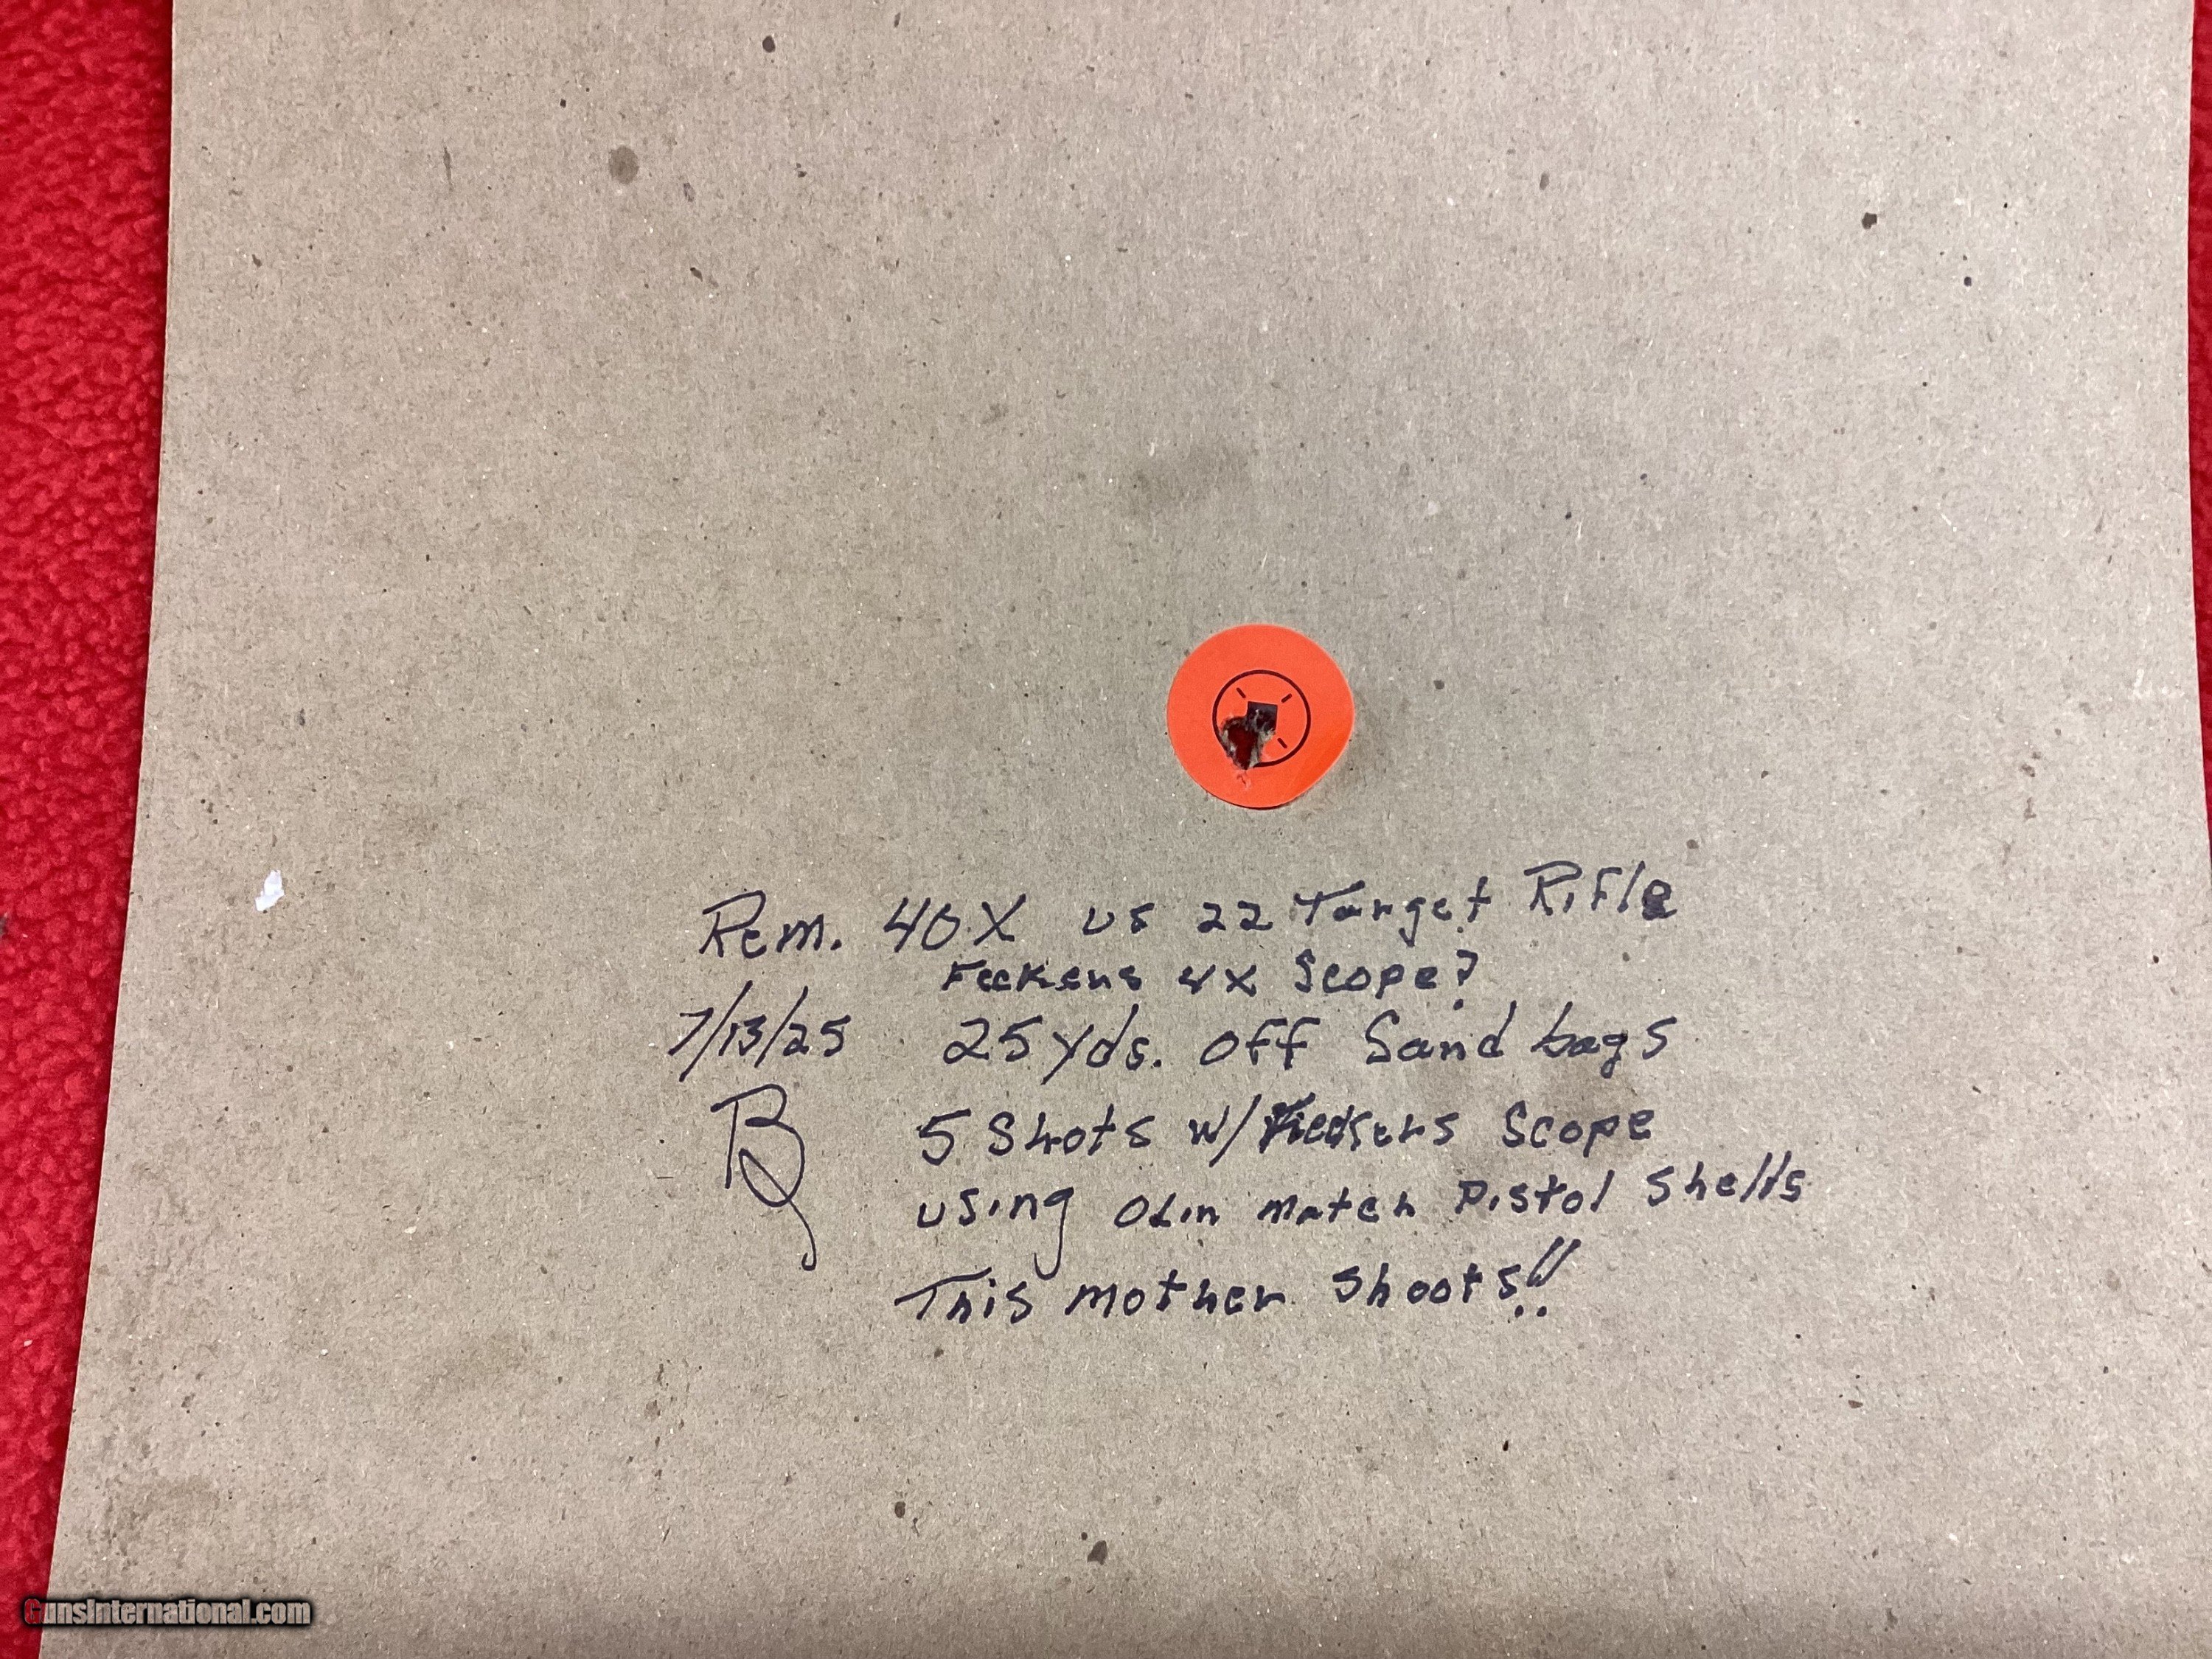 Rem. 40X US 22 Target Rifle
Feckens 4x Scope?
7/13/25 25 yds. off Sand bags
B 5 Shots w/ Scope
using Olin match Pistol Shells
This mother Shoots!!
GunsInternational.com